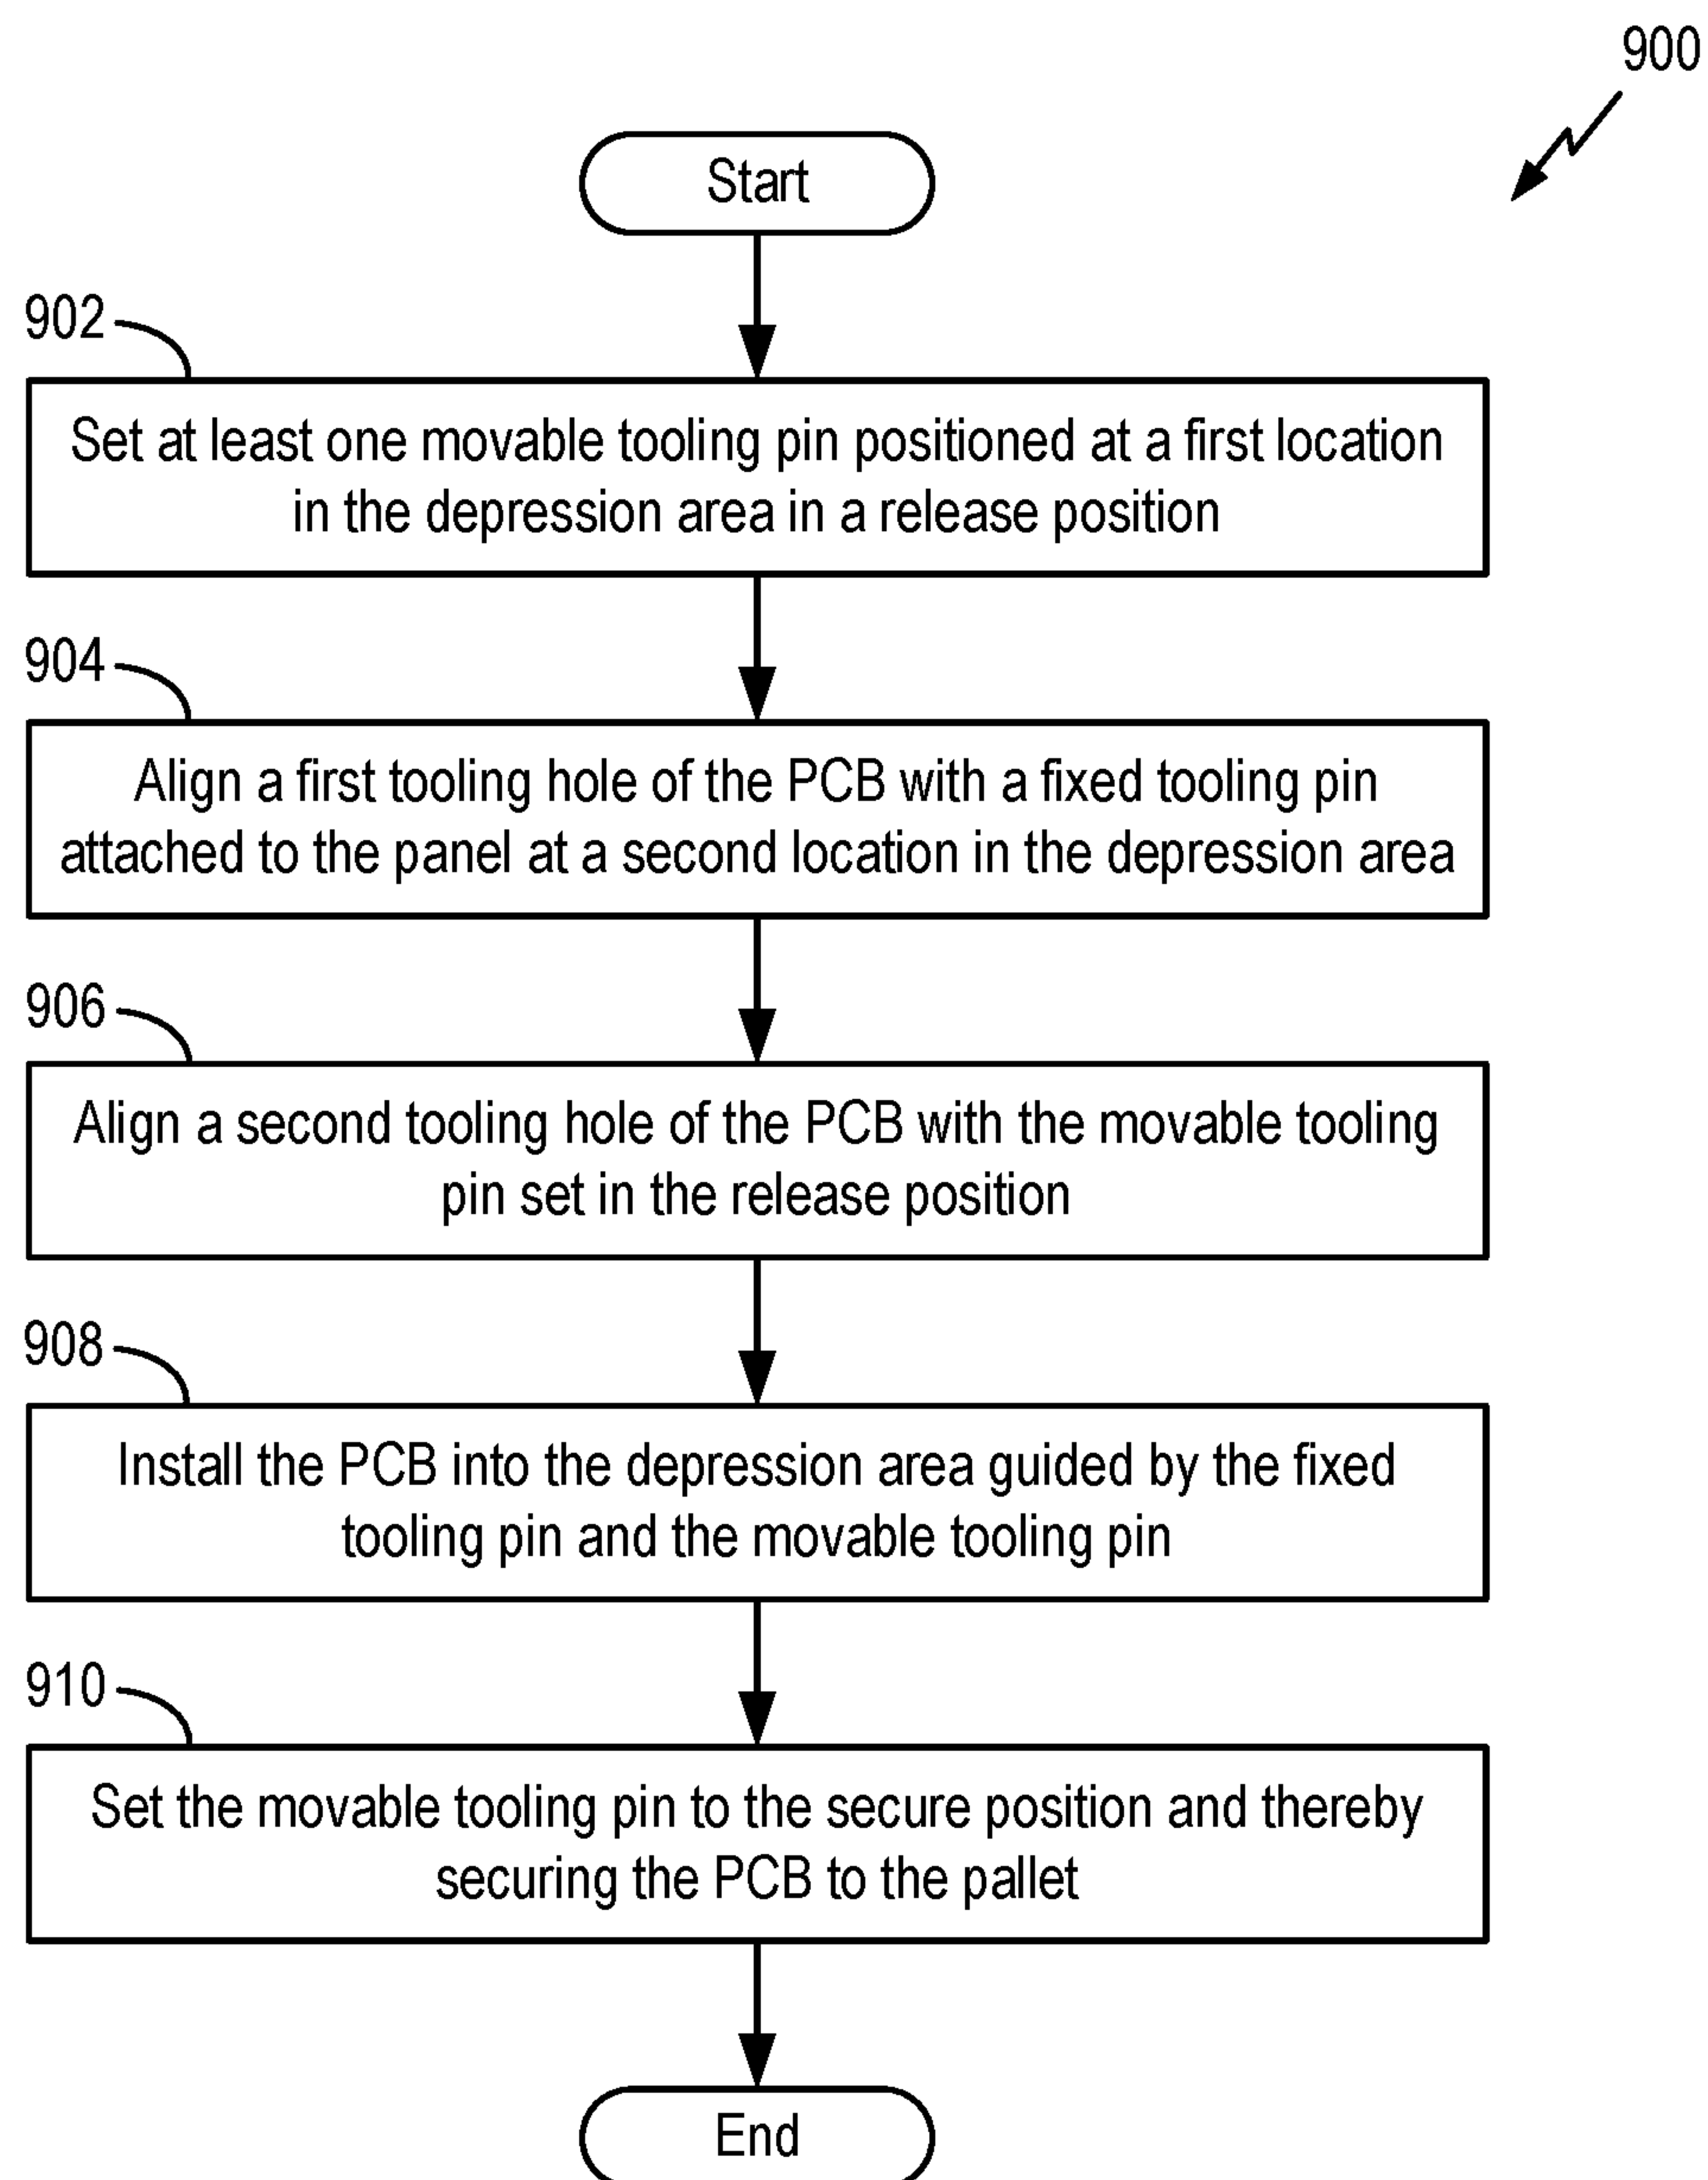 900
Start
902
Set at least one movable tooling pin positioned at a first location
in the depression area in a release position
904
Align a first tooling hole of the PCB with a fixed tooling pin
attached to the panel at a second location in the depression area
906
Align a second tooling hole of the PCB with the movable tooling
pin set in the release position
908
Install the PCB into the depression area guided by the fixed
tooling pin and the movable tooling pin
910
Set the movable tooling pin to the secure position and thereby
securing the PCB to the pallet
End